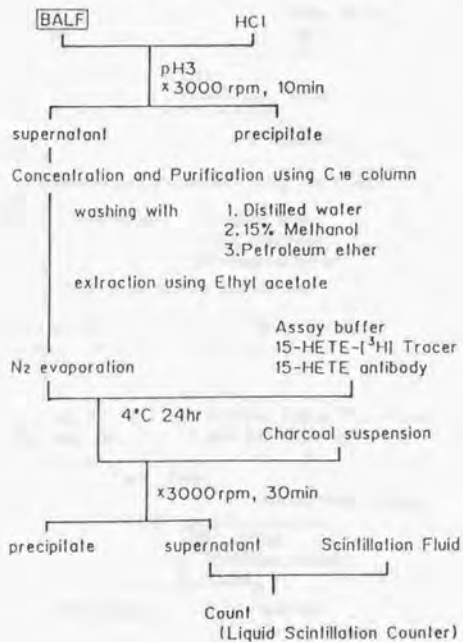 BALF HCl
pH3
×3000 rpm, 10min
supernatant precipitate
Concentration and Purification using C18 column
washing with 1. Distilled water
2. 15% Methanol
3. Petroleum ether
extraction using Ethyl acetate
Assay buffer
15-HETE-[³H] Tracer
N2 evaporation 15-HETE antibody
4°C 24hr
Charcoal suspension
×3000 rpm, 30min
precipitate supernatant Scintillation Fluid
Count
(Liquid Scintillation Counter)